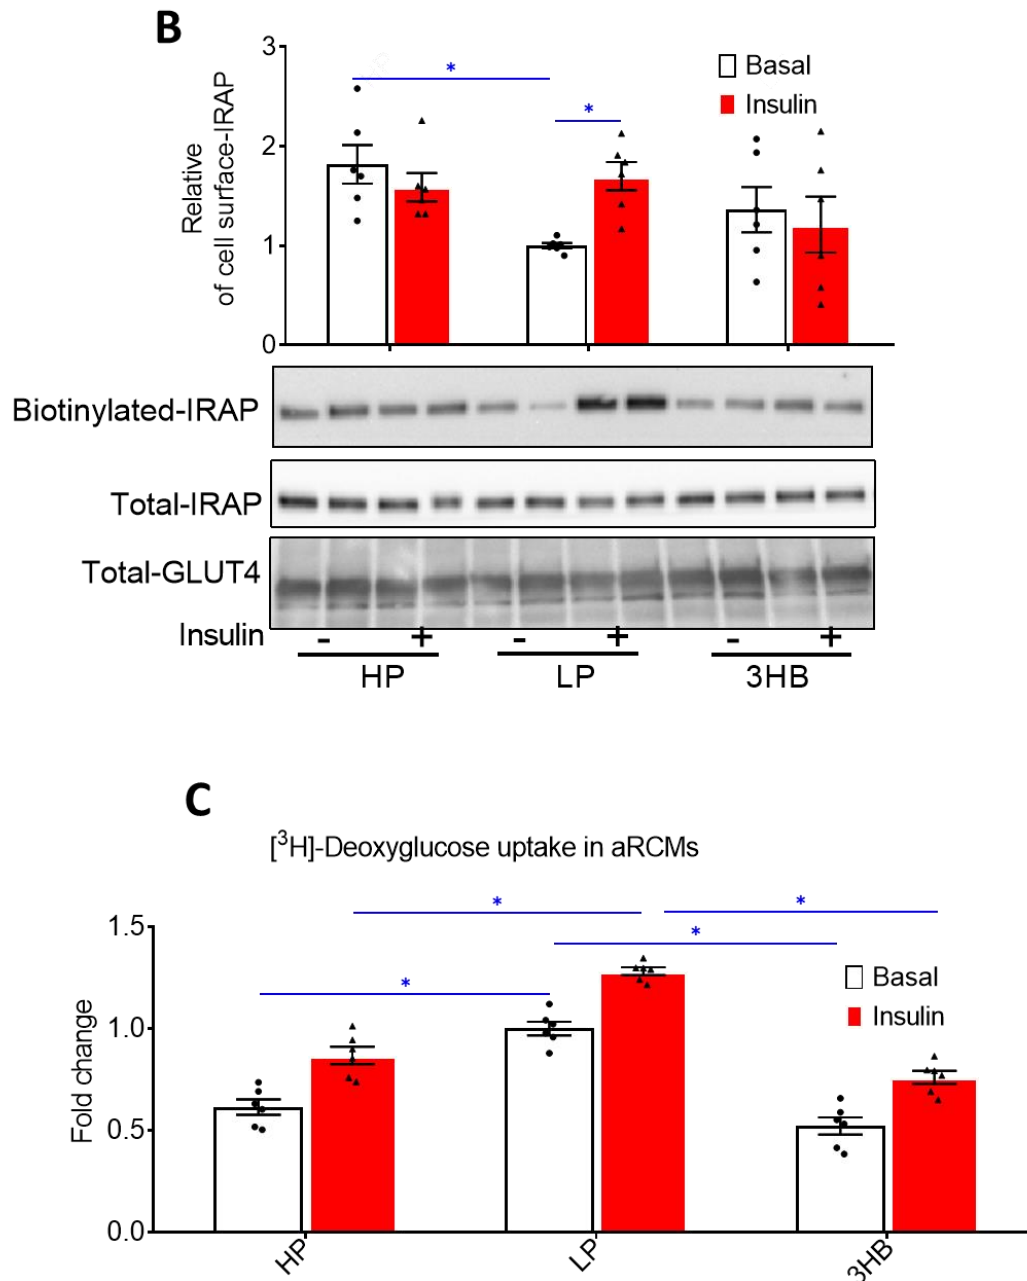 B
3
2
1
0
Relative
of cell surface-IRAP
*
*
Basal
Insulin
Biotinylated-IRAP
Total-IRAP
Total-GLUT4
Insulin - + - + - +
HP LP 3HB
C
[³H]-Deoxyglucose uptake in aRCMs
* *
*
*
1.5
1.0
0.5
0.0
Fold change
Basal
Insulin
HP LP 3HB